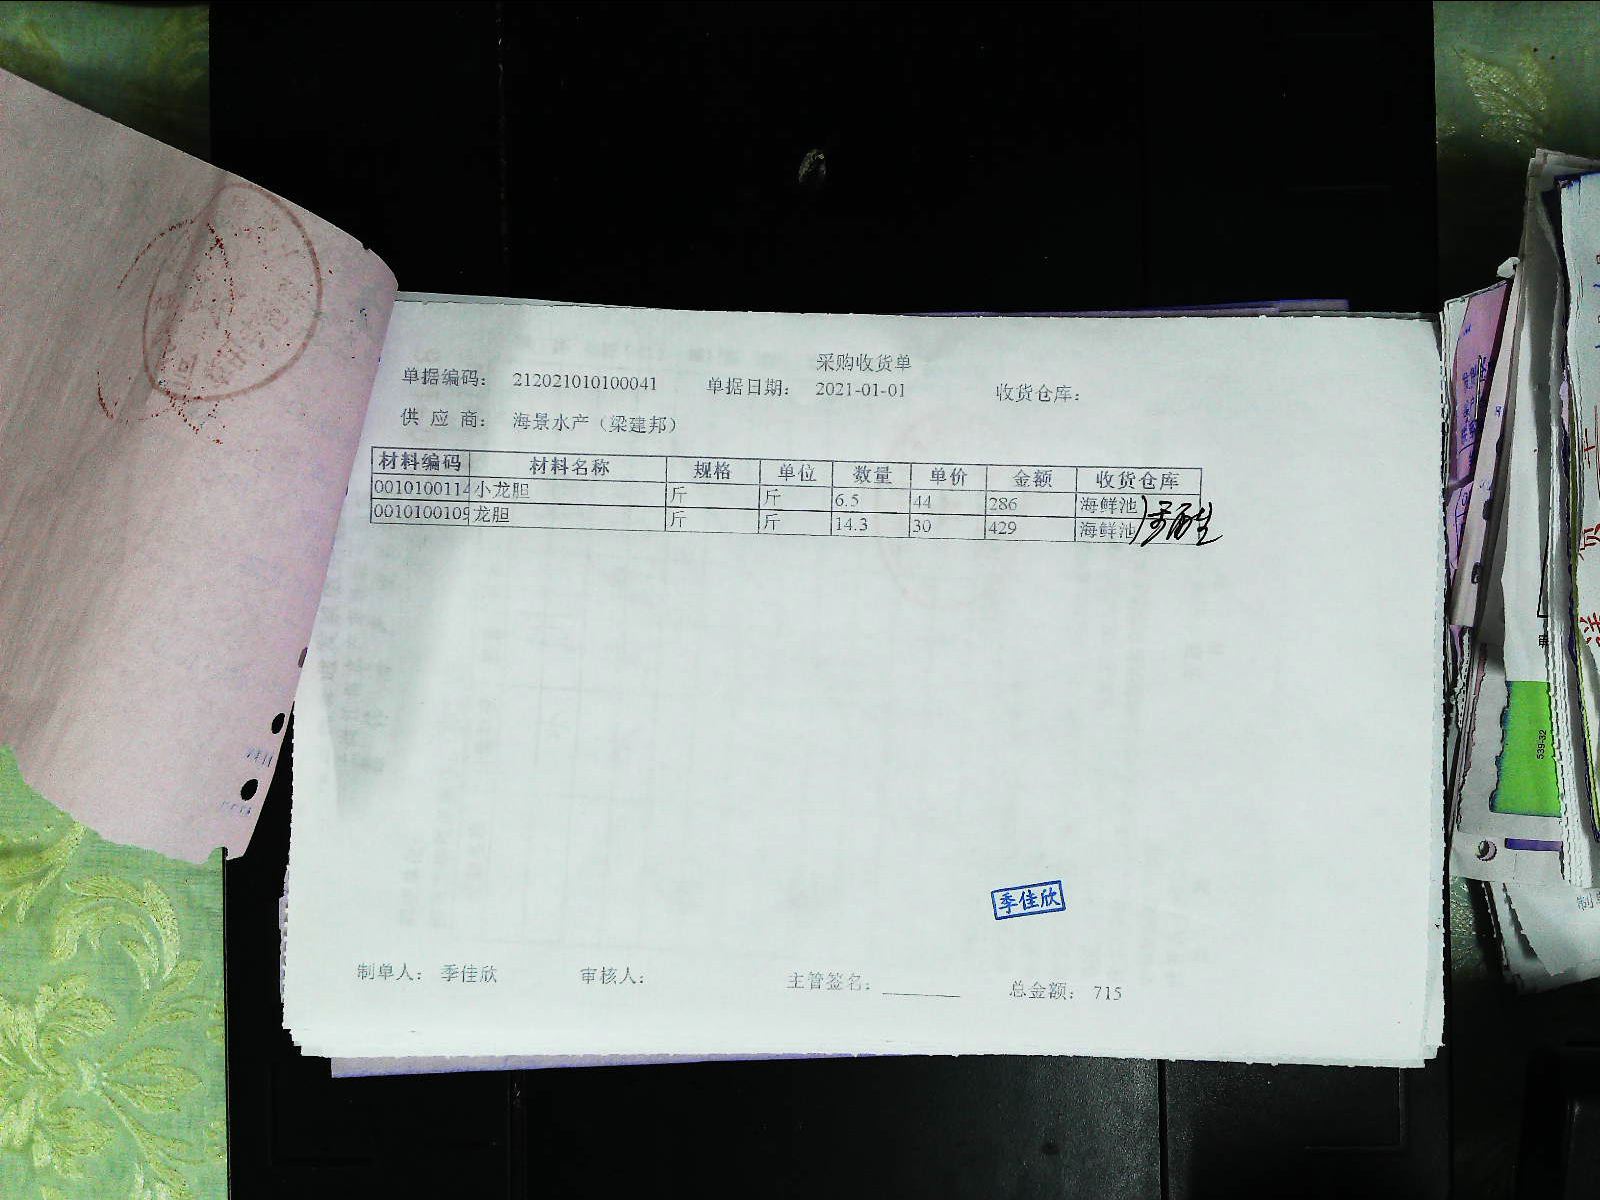 采购收货单
单据编码： 212021010100041 单据日期： 2021-01-01 收货仓库：
供 应 商： 海景水产（梁建邦）
材料编码 材料名称 规格 单位 数量 单价 金额 收货仓库
0010100114 小龙胆 斤 斤 6.5 44 286 海鲜池
0010100109 龙胆 斤 斤 14.3 30 429 海鲜池
季佳欣
制单人： 季佳欣 审核人： 主管签名： 总金额： 715
539-32